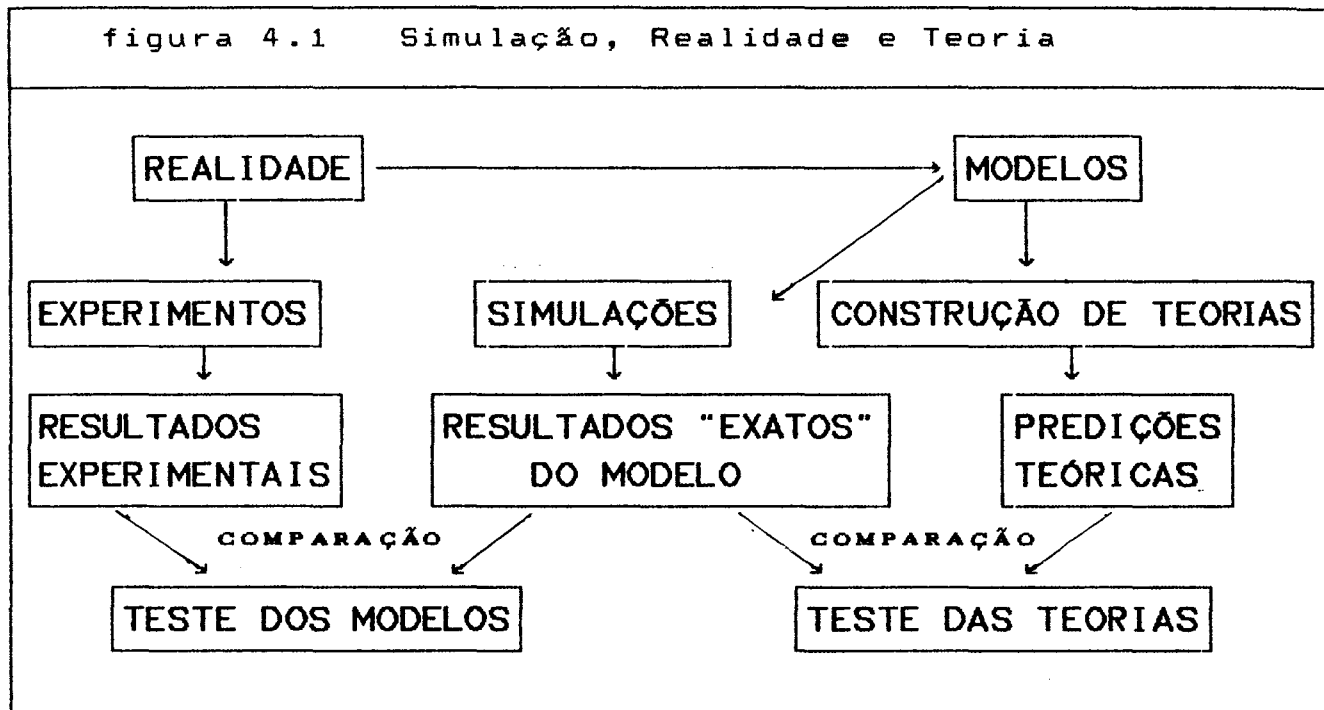 figura 4.1 Simulação, Realidade e Teoria
REALIDADE
MODELOS
EXPERIMENTOS
SIMULAÇÕES
CONSTRUÇÃO DE TEORIAS
RESULTADOS
EXPERIMENTAIS
RESULTADOS "EXATOS"
DO MODELO
PREDIÇÕES
TEÓRICAS
COMPARAÇÃO
COMPARAÇÃO
TESTE DOS MODELOS
TESTE DAS TEORIAS